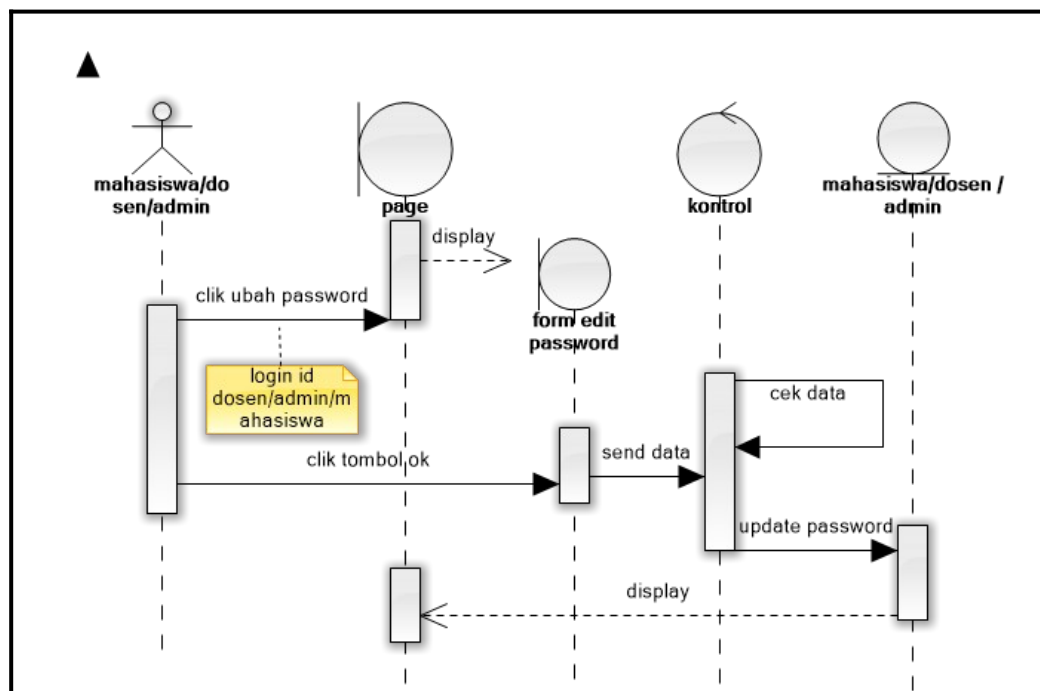 mahasiswa/do
sen/admin
page
kontrol
mahasiswa/dosen /
admin
display
clik ubah password
form edit
password
login id
dosen/admin/m
ahasiswa
cek data
clik tombol ok
send data
update password
display